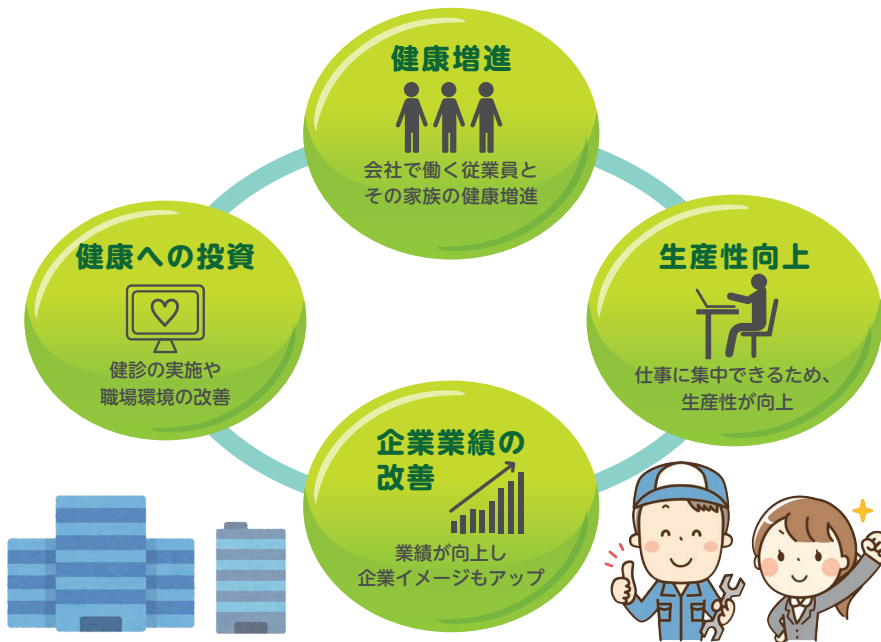 健康増進
会社で働く従業員と
その家族の健康増進
健康への投資
健診の実施や
職場環境の改善
生産性向上
仕事に集中できるため、
生産性が向上
企業業績の
改善
業績が向上し
企業イメージもアップ